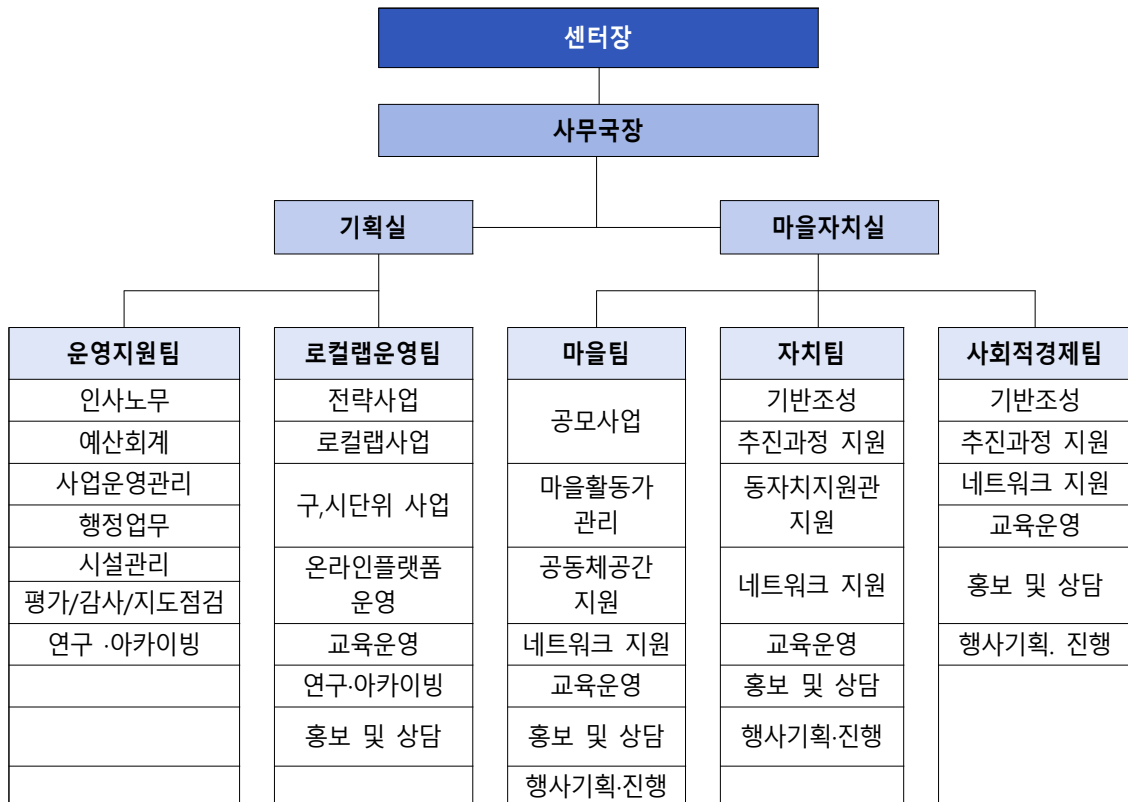 센터장
사무국장
기획실
마을자치실
운영지원팀
인사노무
예산회계
사업운영관리
행정업무
시설관리
평가/감사/지도점검
연구 ·아카이빙
로컬랩운영팀
전략사업
로컬랩사업
구,시단위 사업
온라인플랫폼
운영
교육운영
연구·아카이빙
홍보 및 상담
마을팀
공모사업
마을활동가
관리
공동체공간
지원
네트워크 지원
교육운영
홍보 및 상담
행사기획·진행
자치팀
기반조성
추진과정 지원
동자치지원관
지원
네트워크 지원
교육운영
홍보 및 상담
행사기획·진행
사회적경제팀
기반조성
추진과정 지원
네트워크 지원
교육운영
홍보 및 상담
행사기획. 진행